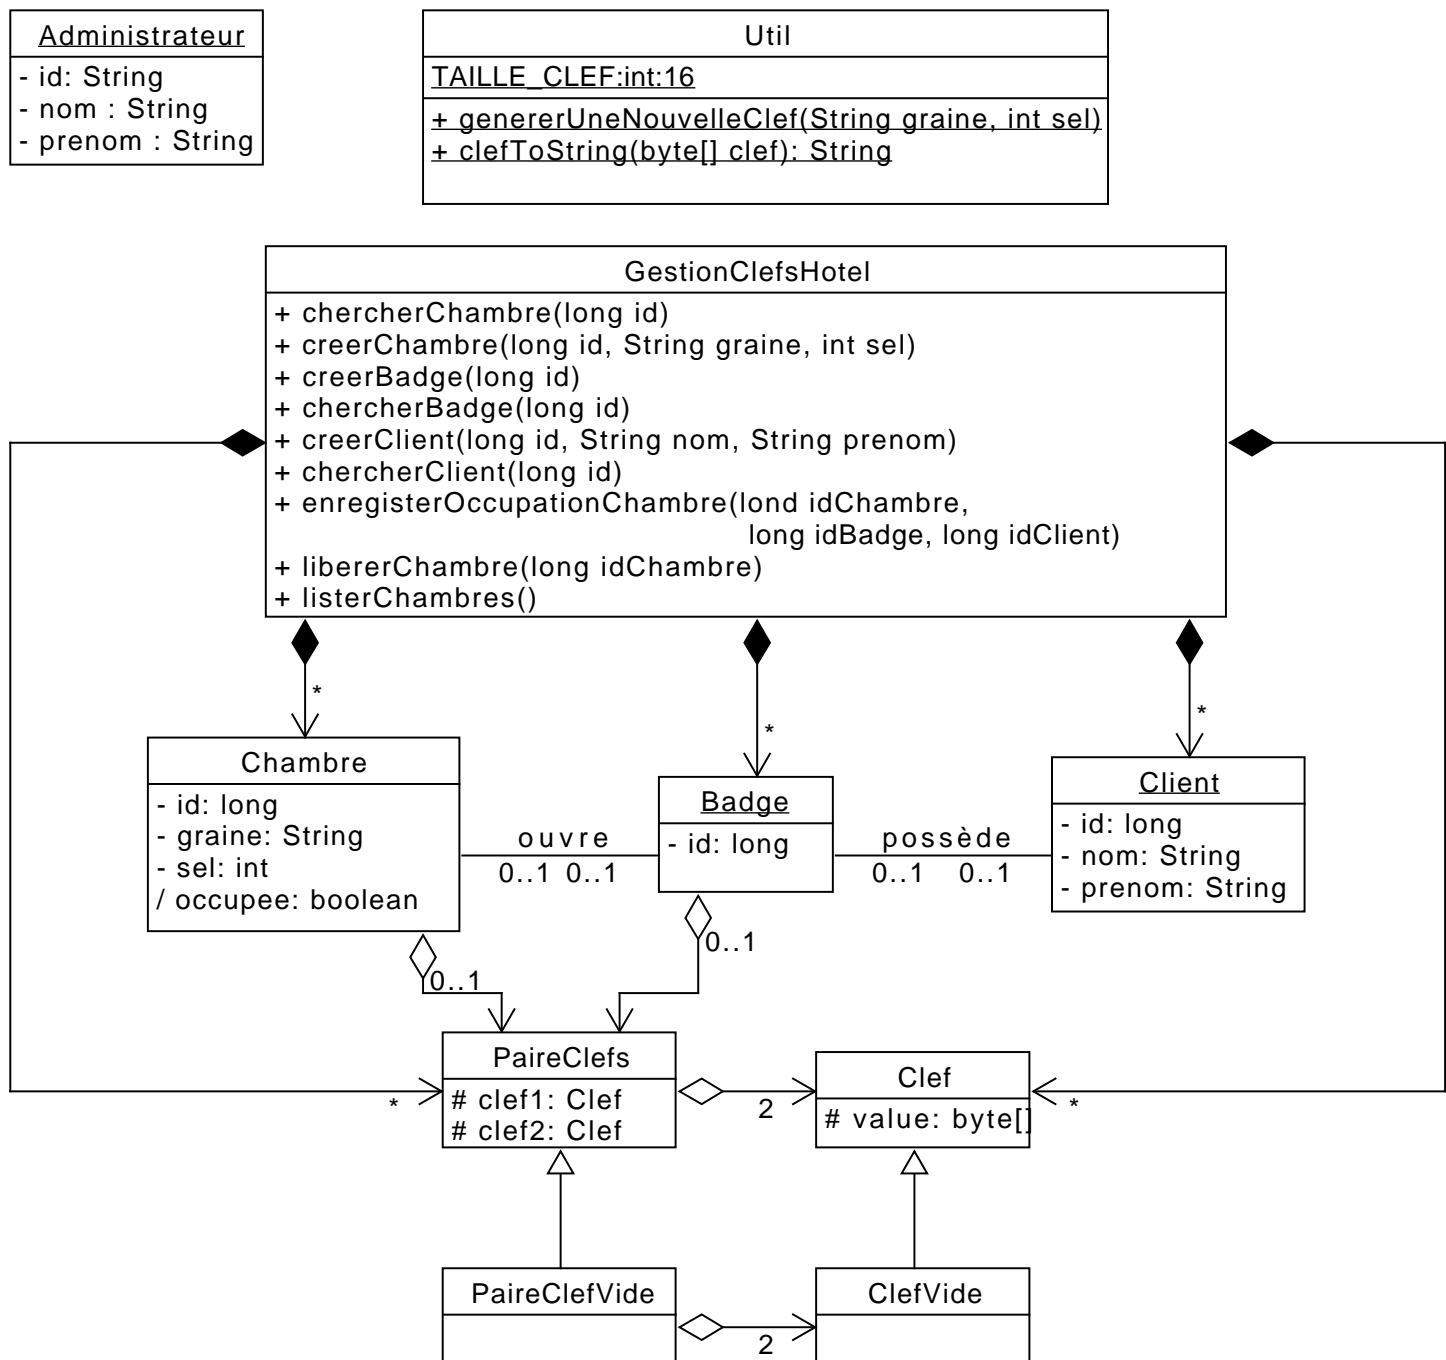 Administrateur
- id: String
- nom : String
- prenom : String
Util
TAILLE_CLEF:int:16
+ genererUneNouvelleClef(String graine, int sel)
+ clefToString(byte[] clef): String
GestionClefsHotel
+ chercherChambre(long id)
+ creerChambre(long id, String graine, int sel)
+ creerBadge(long id)
+ chercherBadge(long id)
+ creerClient(long id, String nom, String prenom)
+ chercherClient(long id)
+ enregisterOccupationChambre(lond idChambre,
long idBadge, long idClient)
+ libererChambre(long idChambre)
+ listerChambres()
*
*
*
Chambre
- id: long
- graine: String
- sel: int
/ occupee: boolean
ouvre
0..1 0..1
Badge
- id: long
possède
0..1 0..1
Client
- id: long
- nom: String
- prenom: String
0..1
0..1
*
PaireClefs
# clef1: Clef
# clef2: Clef
2
Clef
# value: byte[]
*
PaireClefVide
2
ClefVide